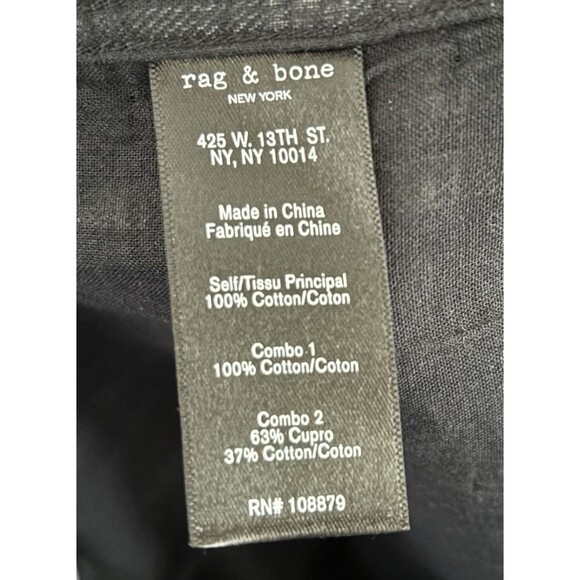 rag & bone
NEW YORK
425 W. 13TH ST.
NY, NY 10014
Made in China
Fabriqué en Chine
Self/Tissu Principal
100% Cotton/Coton
Combo 1
100% Cotton/Coton
Combo 2
63% Cupro
37% Cotton/Coton
RN# 108879